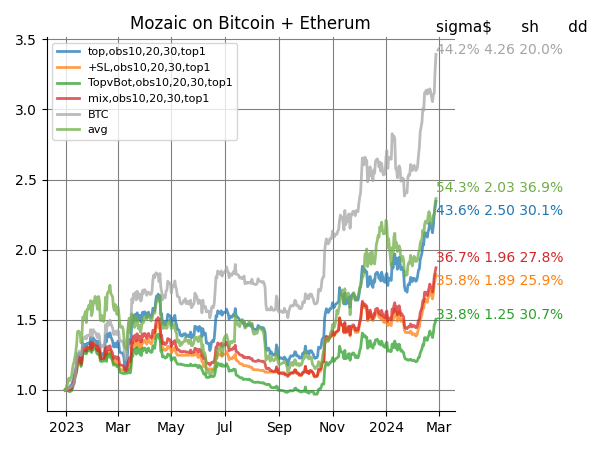 Mozaic on Bitcoin + Etherum
sigma$ sh dd
3.5
3.0
2.5
2.0
1.5
1.0
top,obs10,20,30,top1
+SL,obs10,20,30,top1
TopvBot,obs10,20,30,top1
mix,obs10,20,30,top1
BTC
avg
44.2% 4.26 20.0%
54.3% 2.03 36.9%
43.6% 2.50 30.1%
36.7% 1.96 27.8%
35.8% 1.89 25.9%
33.8% 1.25 30.7%
2023 Mar May Jul Sep Nov 2024 Mar